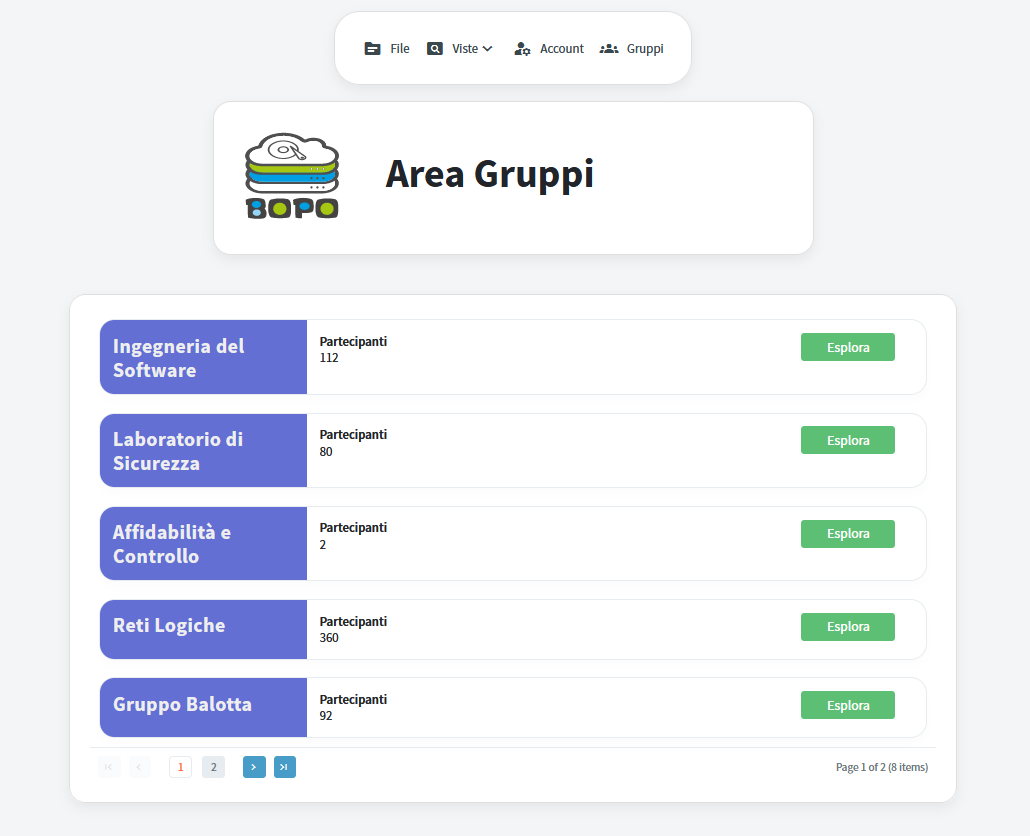 File Viste Account Gruppi
BOPO
Area Gruppi
Ingegneria del
Software
Partecipanti
112
Esplora
Laboratorio di
Sicurezza
Partecipanti
80
Esplora
Affidabilità e
Controllo
Partecipanti
2
Esplora
Reti Logiche
Partecipanti
360
Esplora
Gruppo Balotta
Partecipanti
92
Esplora
1 2
Page 1 of 2 (8 items)